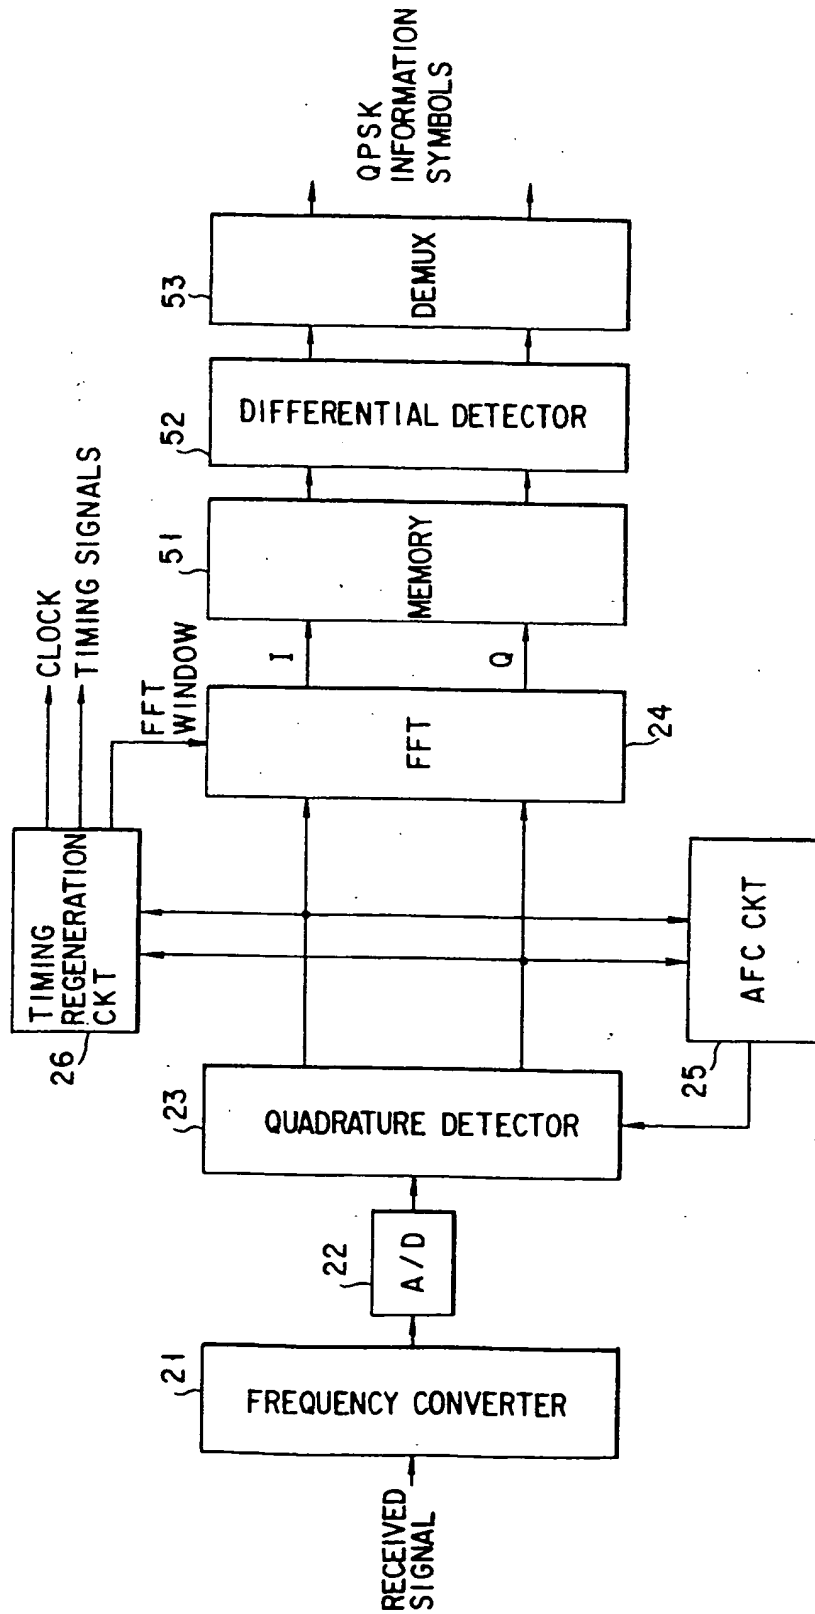 RECEIVED
SIGNAL
21
FREQUENCY CONVERTER
22
A/D
23
QUADRATURE DETECTOR
26
TIMING
REGENERATION
CKT
CLOCK
TIMING SIGNALS
FFT
WINDOW
25
AFC CKT
24
FFT
I
Q
51
MEMORY
52
DIFFERENTIAL DETECTOR
53
DEMUX
QPSK
INFORMATION
SYMBOLS